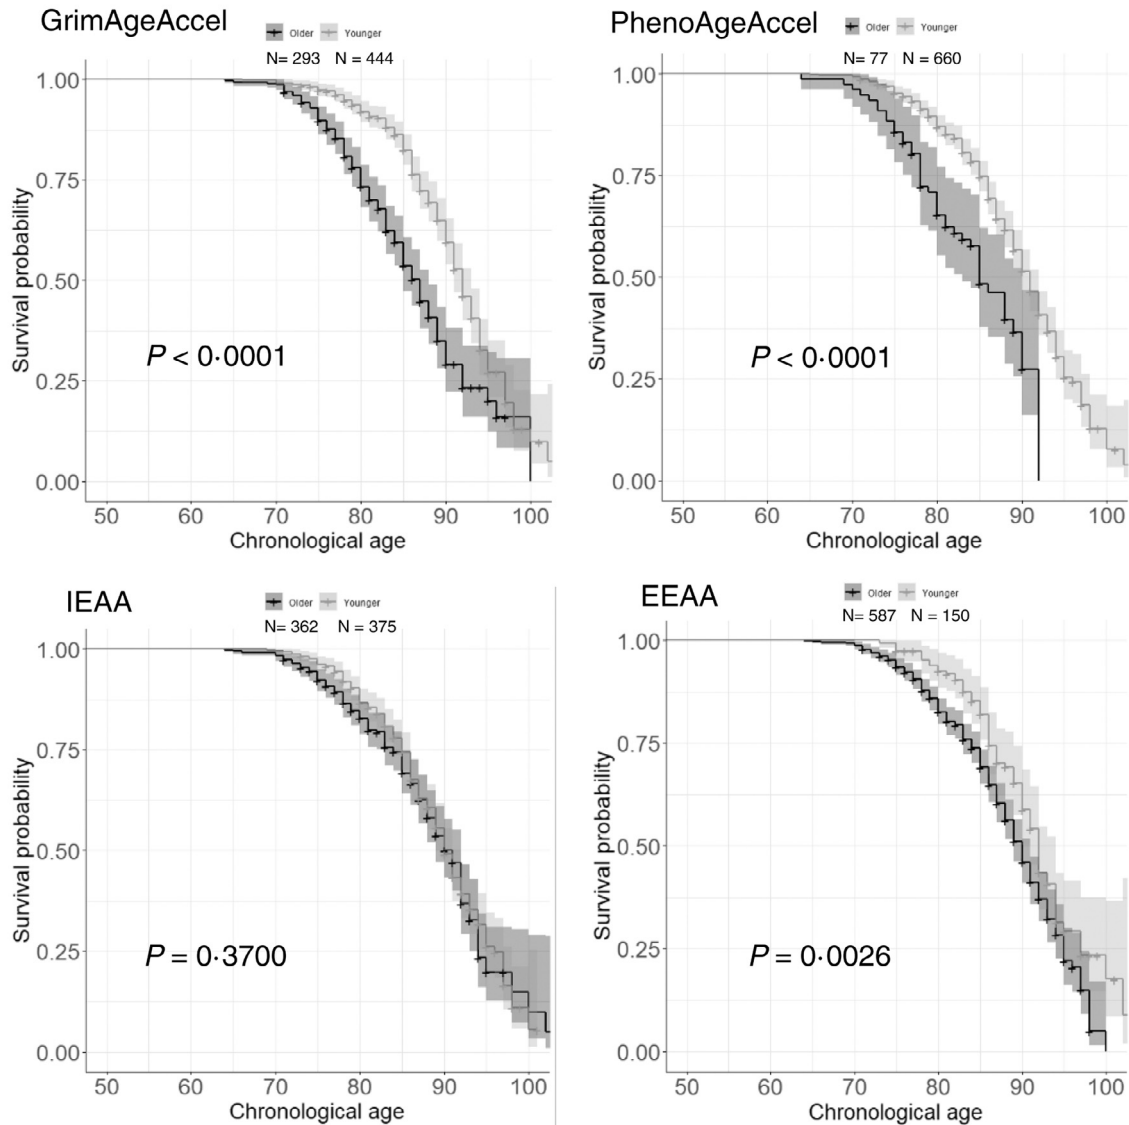 GrimAgeAccel
Older Younger
N= 293 N = 444
1.00
0.75
0.50
0.25
0.00
Survival probability
P < 0·0001
50 60 70 80 90 100
Chronological age
PhenoAgeAccel
Older Younger
N= 77 N = 660
1.00
0.75
0.50
0.25
0.00
Survival probability
P < 0·0001
50 60 70 80 90 100
Chronological age
IEAA
Older Younger
N= 362 N = 375
1.00
0.75
0.50
0.25
0.00
Survival probability
P = 0·3700
50 60 70 80 90 100
Chronological age
EEAA
Older Younger
N= 587 N = 150
1.00
0.75
0.50
0.25
0.00
Survival probability
P = 0·0026
50 60 70 80 90 100
Chronological age